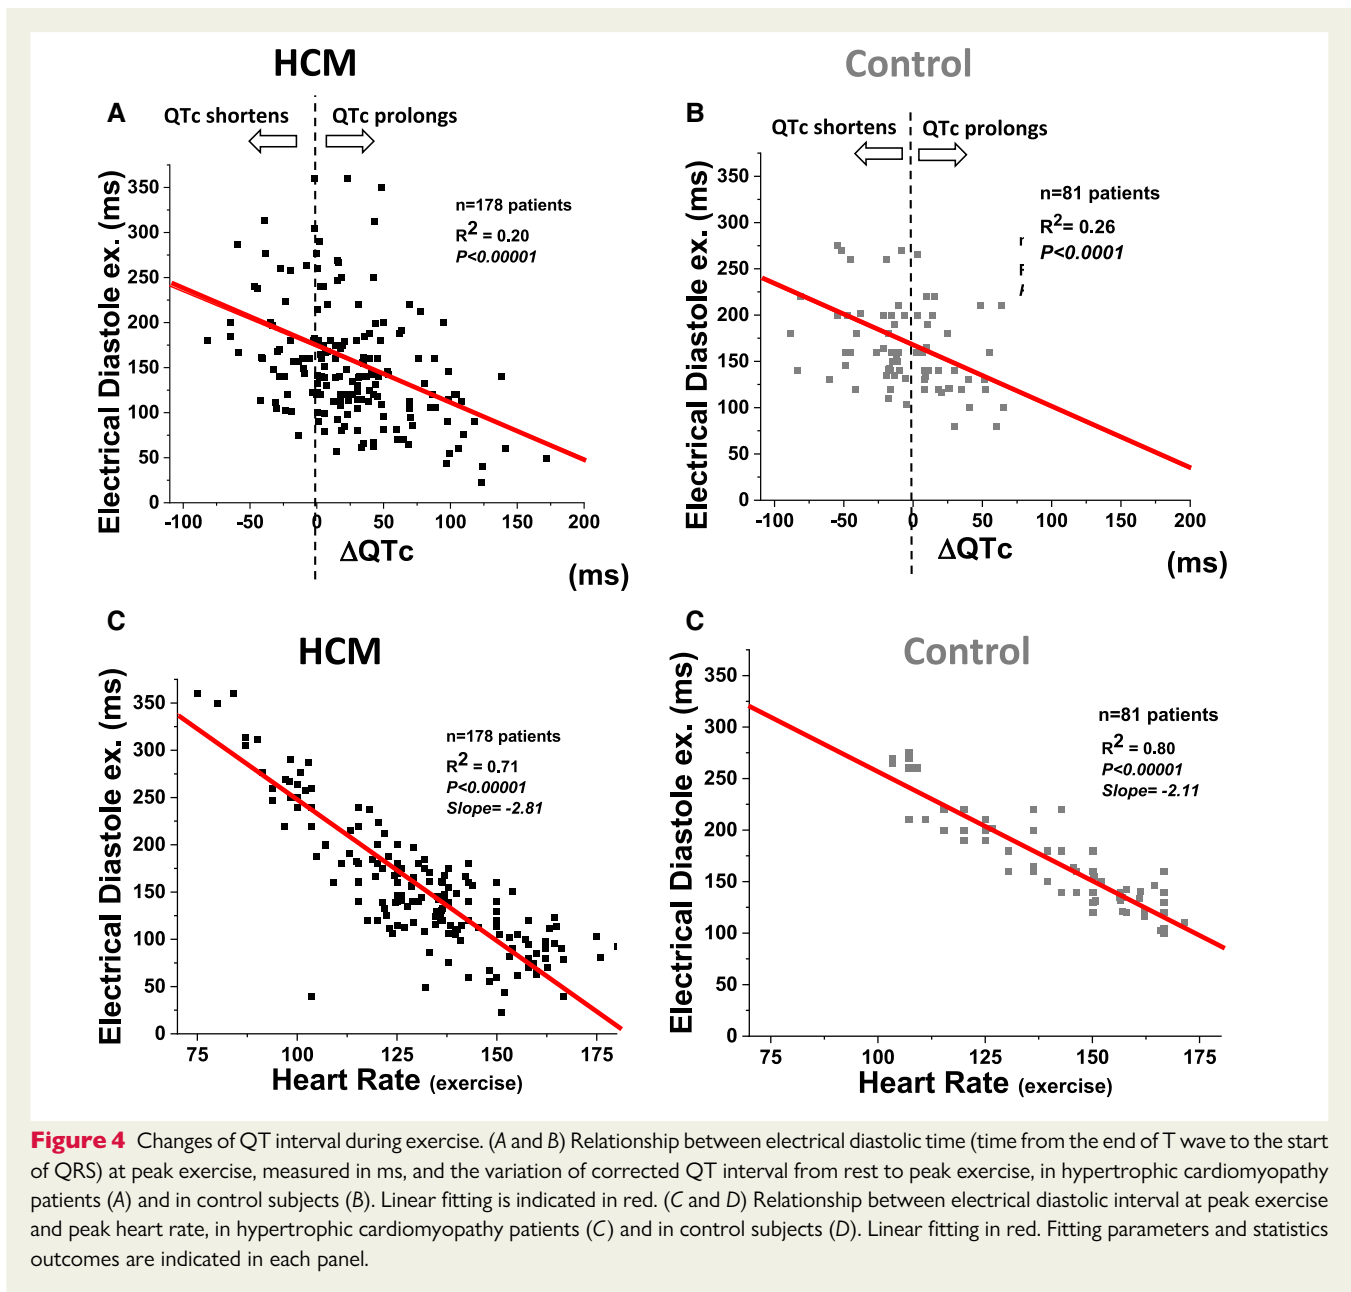 HCM
Control
A
QTc shortens
QTc prolongs
Electrical Diastole ex. (ms)
350
300
250
200
150
100
50
0
n=178 patients
R2 = 0.20
P<0.00001
-100
-50
0
50
100
150
200
ΔQTc
(ms)
B
QTc shortens
QTc prolongs
Electrical Diastole ex. (ms)
350
300
250
200
150
100
50
0
n=81 patients
R2= 0.26
P<0.0001
-100
-50
0
50
100
150
200
ΔQTc
(ms)
C
HCM
Electrical Diastole ex. (ms)
350
300
250
200
150
100
50
0
n=178 patients
R2 = 0.71
P<0.00001
Slope= -2.81
75
100
125
150
175
Heart Rate (exercise)
C
Control
Electrical Diastole ex. (ms)
350
300
250
200
150
100
50
0
n=81 patients
R2 = 0.80
P<0.00001
Slope= -2.11
75
100
125
150
175
Heart Rate (exercise)
Figure 4 Changes of QT interval during exercise. (A and B) Relationship between electrical diastolic time (time from the end of T wave to the start
of QRS) at peak exercise, measured in ms, and the variation of corrected QT interval from rest to peak exercise, in hypertrophic cardiomyopathy
patients (A) and in control subjects (B). Linear fitting is indicated in red. (C and D) Relationship between electrical diastolic interval at peak exercise
and peak heart rate, in hypertrophic cardiomyopathy patients (C) and in control subjects (D). Linear fitting in red. Fitting parameters and statistics
outcomes are indicated in each panel.